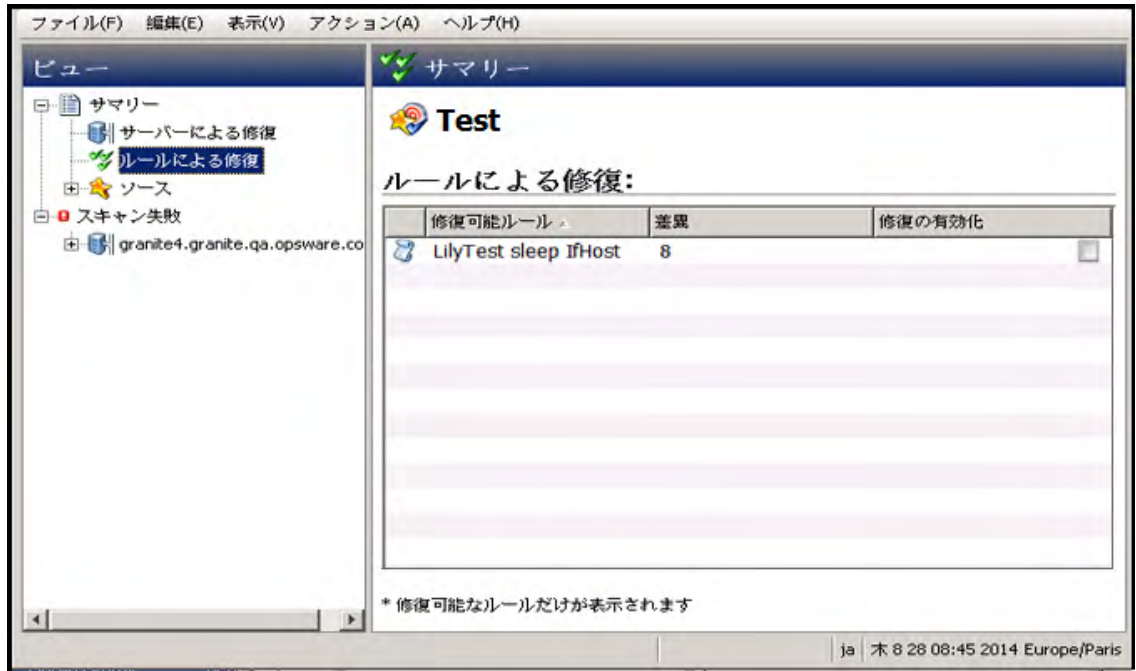 ファイル(F) 編集(E) 表示(V) アクション(A) ヘルプ(H)
ビュー
サマリー
サーバーによる修復
ルールによる修復
ソース
スキャン失敗
granite4.granite.qa.opsware.co
サマリー
Test
ルールによる修復:
修復可能ルール 差異 修復の有効化
LilyTest sleep IfHost 8
* 修復可能なルールだけが表示されます
ja 木 8 28 08:45 2014 Europe/Paris